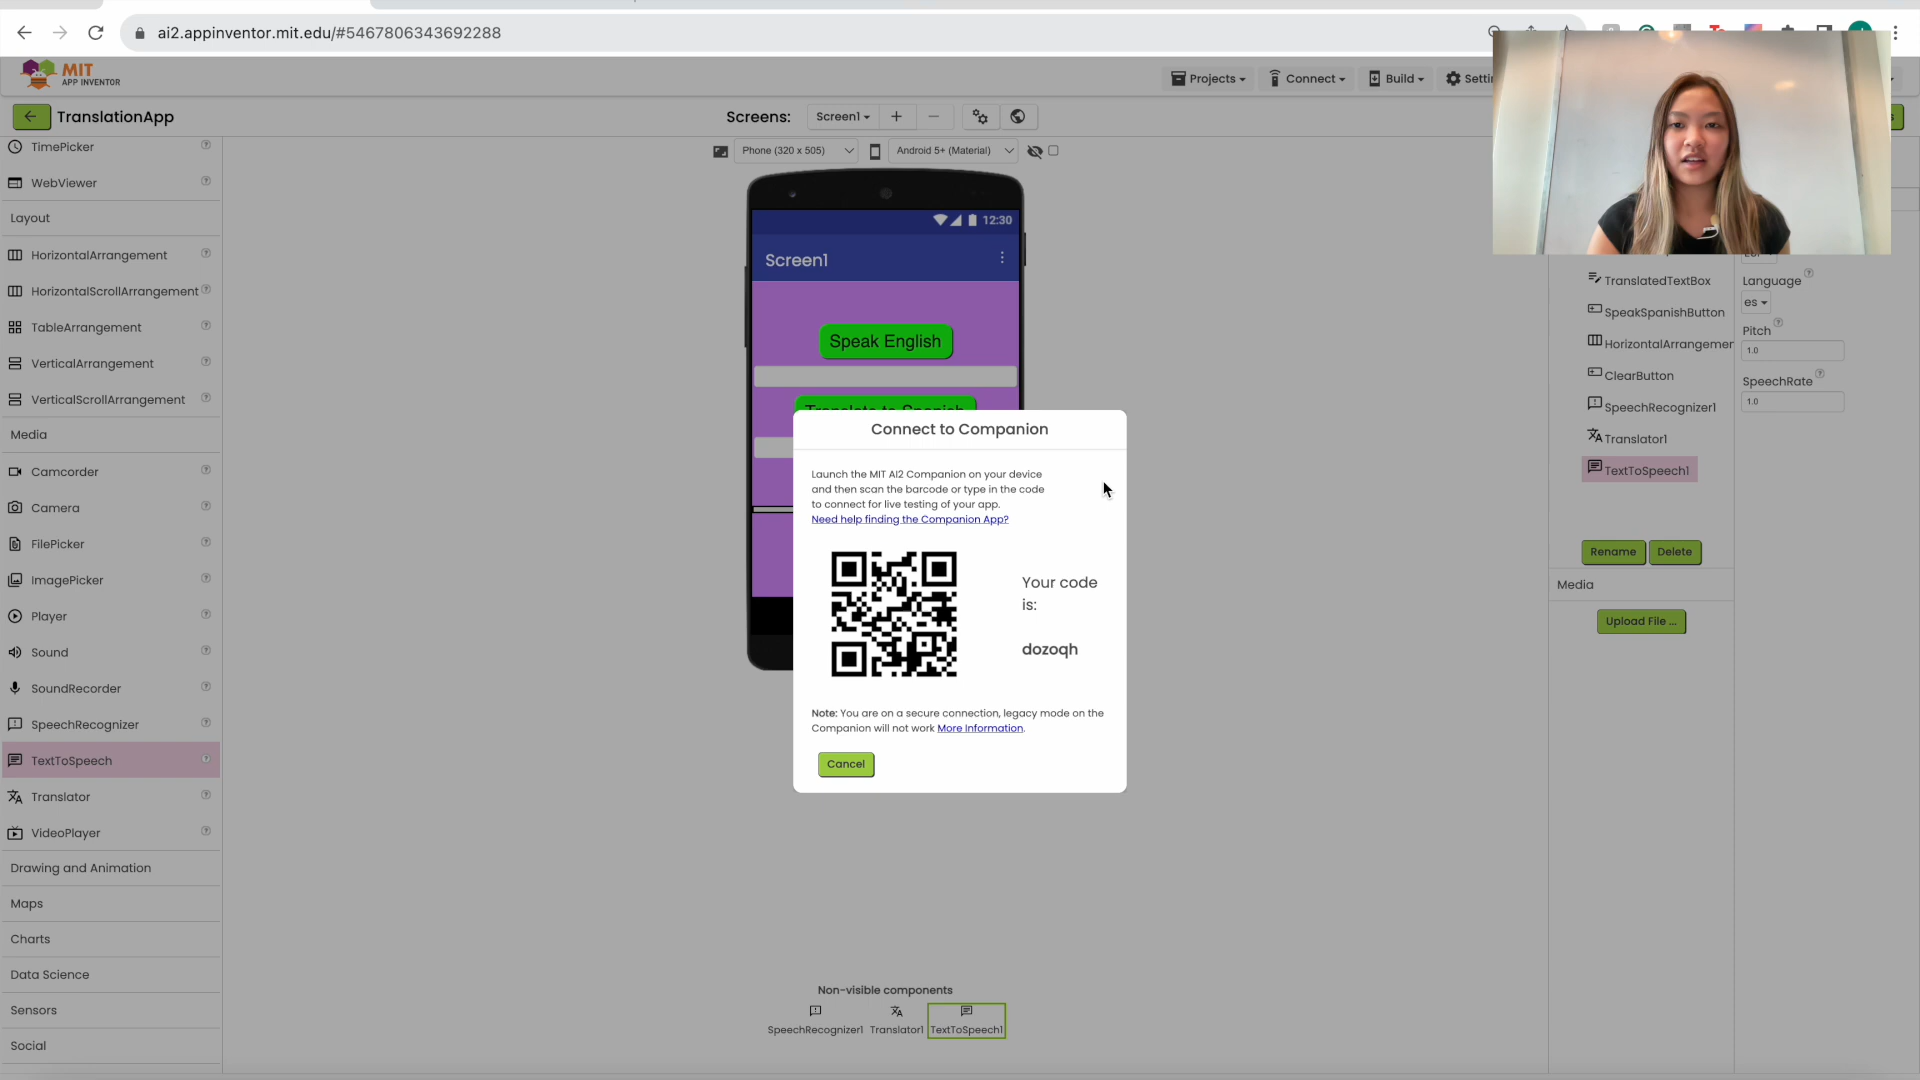 ai2.appinventor.mit.edu/#5467806343692288
MIT
APP INVENTOR
Projects
Connect
Build
TranslationApp
Screens:
Screen1
Phone (320 x 505)
Android 5+ (Material)
TimePicker
WebViewer
Layout
HorizontalArrangement
HorizontalScrollArrangement
TableArrangement
VerticalArrangement
VerticalScrollArrangement
Media
Camcorder
Camera
FilePicker
ImagePicker
Player
Sound
SoundRecorder
SpeechRecognizer
TextToSpeech
Translator
VideoPlayer
Drawing and Animation
Maps
Charts
Data Science
Sensors
Social
12:30
Screen1
Speak English
Translate to Spanish
Connect to Companion
Launch the MIT AI2 Companion on your device
and then scan the barcode or type in the code
to connect for live testing of your app.
Need help finding the Companion App?
Your code
is:
dozoqh
Note: You are on a secure connection, legacy mode on the
Companion will not work More Information.
Cancel
Non-visible components
SpeechRecognizer1
Translator1
TextToSpeech1
TranslatedTextBox
SpeakSpanishButton
HorizontalArrangemer
ClearButton
SpeechRecognizer1
Translator1
TextToSpeech1
Rename
Delete
Media
Upload File ...
Language
es
Pitch
1.0
SpeechRate
1.0